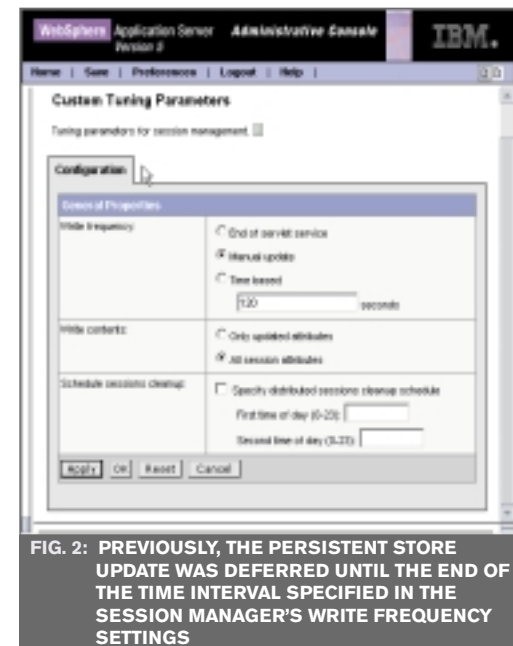 WebSphere Application Server Administrative Console
Version 5
IBM.
Home | Save | Preferences | Logout | Help |
Custom Tuning Parameters
Tuning parameters for session management.
Configuration
General Properties
Write frequency:
End of servlet service
Manual update
Time based
120 seconds
Write contents:
Only updated attributes
All session attributes
Schedule sessions cleanup:
Specify distributed sessions cleanup schedule
First time of day (0-23):
Second time of day (0-23):
Apply OK Reset Cancel
FIG. 2: PREVIOUSLY, THE PERSISTENT STORE
UPDATE WAS DEFERRED UNTIL THE END OF
THE TIME INTERVAL SPECIFIED IN THE
SESSION MANAGER'S WRITE FREQUENCY
SETTINGS